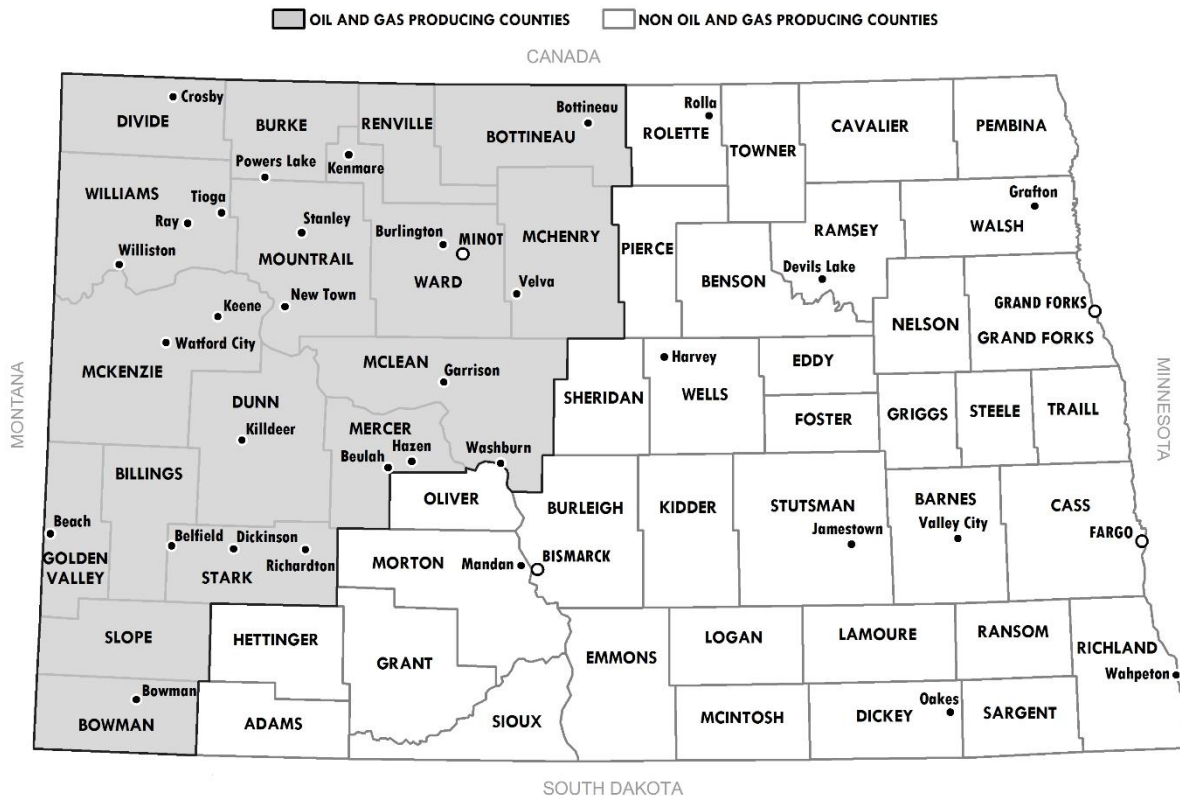 OIL AND GAS PRODUCING COUNTIES
NON OIL AND GAS PRODUCING COUNTIES
CANADA
Crosby
DIVIDE
BURKE
RENVILLE
Bottineau
BOTTINEAU
Rolla
ROLETTE
TOWNER
CAVALIER
PEMBINA
Powers Lake
Kenmare
WILLIAMS
Tioga
Ray
Williston
Stanley
MOUNTRAIL
Burlington
MINOT
WARD
MCHENRY
Velva
PIERCE
BENSON
RAMSEY
Devils Lake
Grafton
WALSH
NELSON
GRAND FORKS
GRAND FORKS
Keene
New Town
Watford City
MCKENZIE
MCLEAN
Garrison
SHERIDAN
Harvey
WELLS
EDDY
FOSTER
GRIGGS
STEELE
TRAILL
MONTANA
MINNESOTA
DUNN
Killdeer
MERCER
Hazen
Beulah
Washburn
BILLINGS
OLIVER
BURLEIGH
KIDDER
STUTSMAN
Jamestown
BARNES
Valley City
CASS
FARGO
Beach
GOLDEN
VALLEY
Belfield
Dickinson
Richardton
STARK
MORTON
Mandan
BISMARCK
SLOPE
HETTINGER
GRANT
EMMONS
LOGAN
LAMOURE
RANSOM
RICHLAND
Wahpeton
Bowman
BOWMAN
ADAMS
SIOUX
MCINTOSH
DICKEY
Oakes
SARGENT
SOUTH DAKOTA